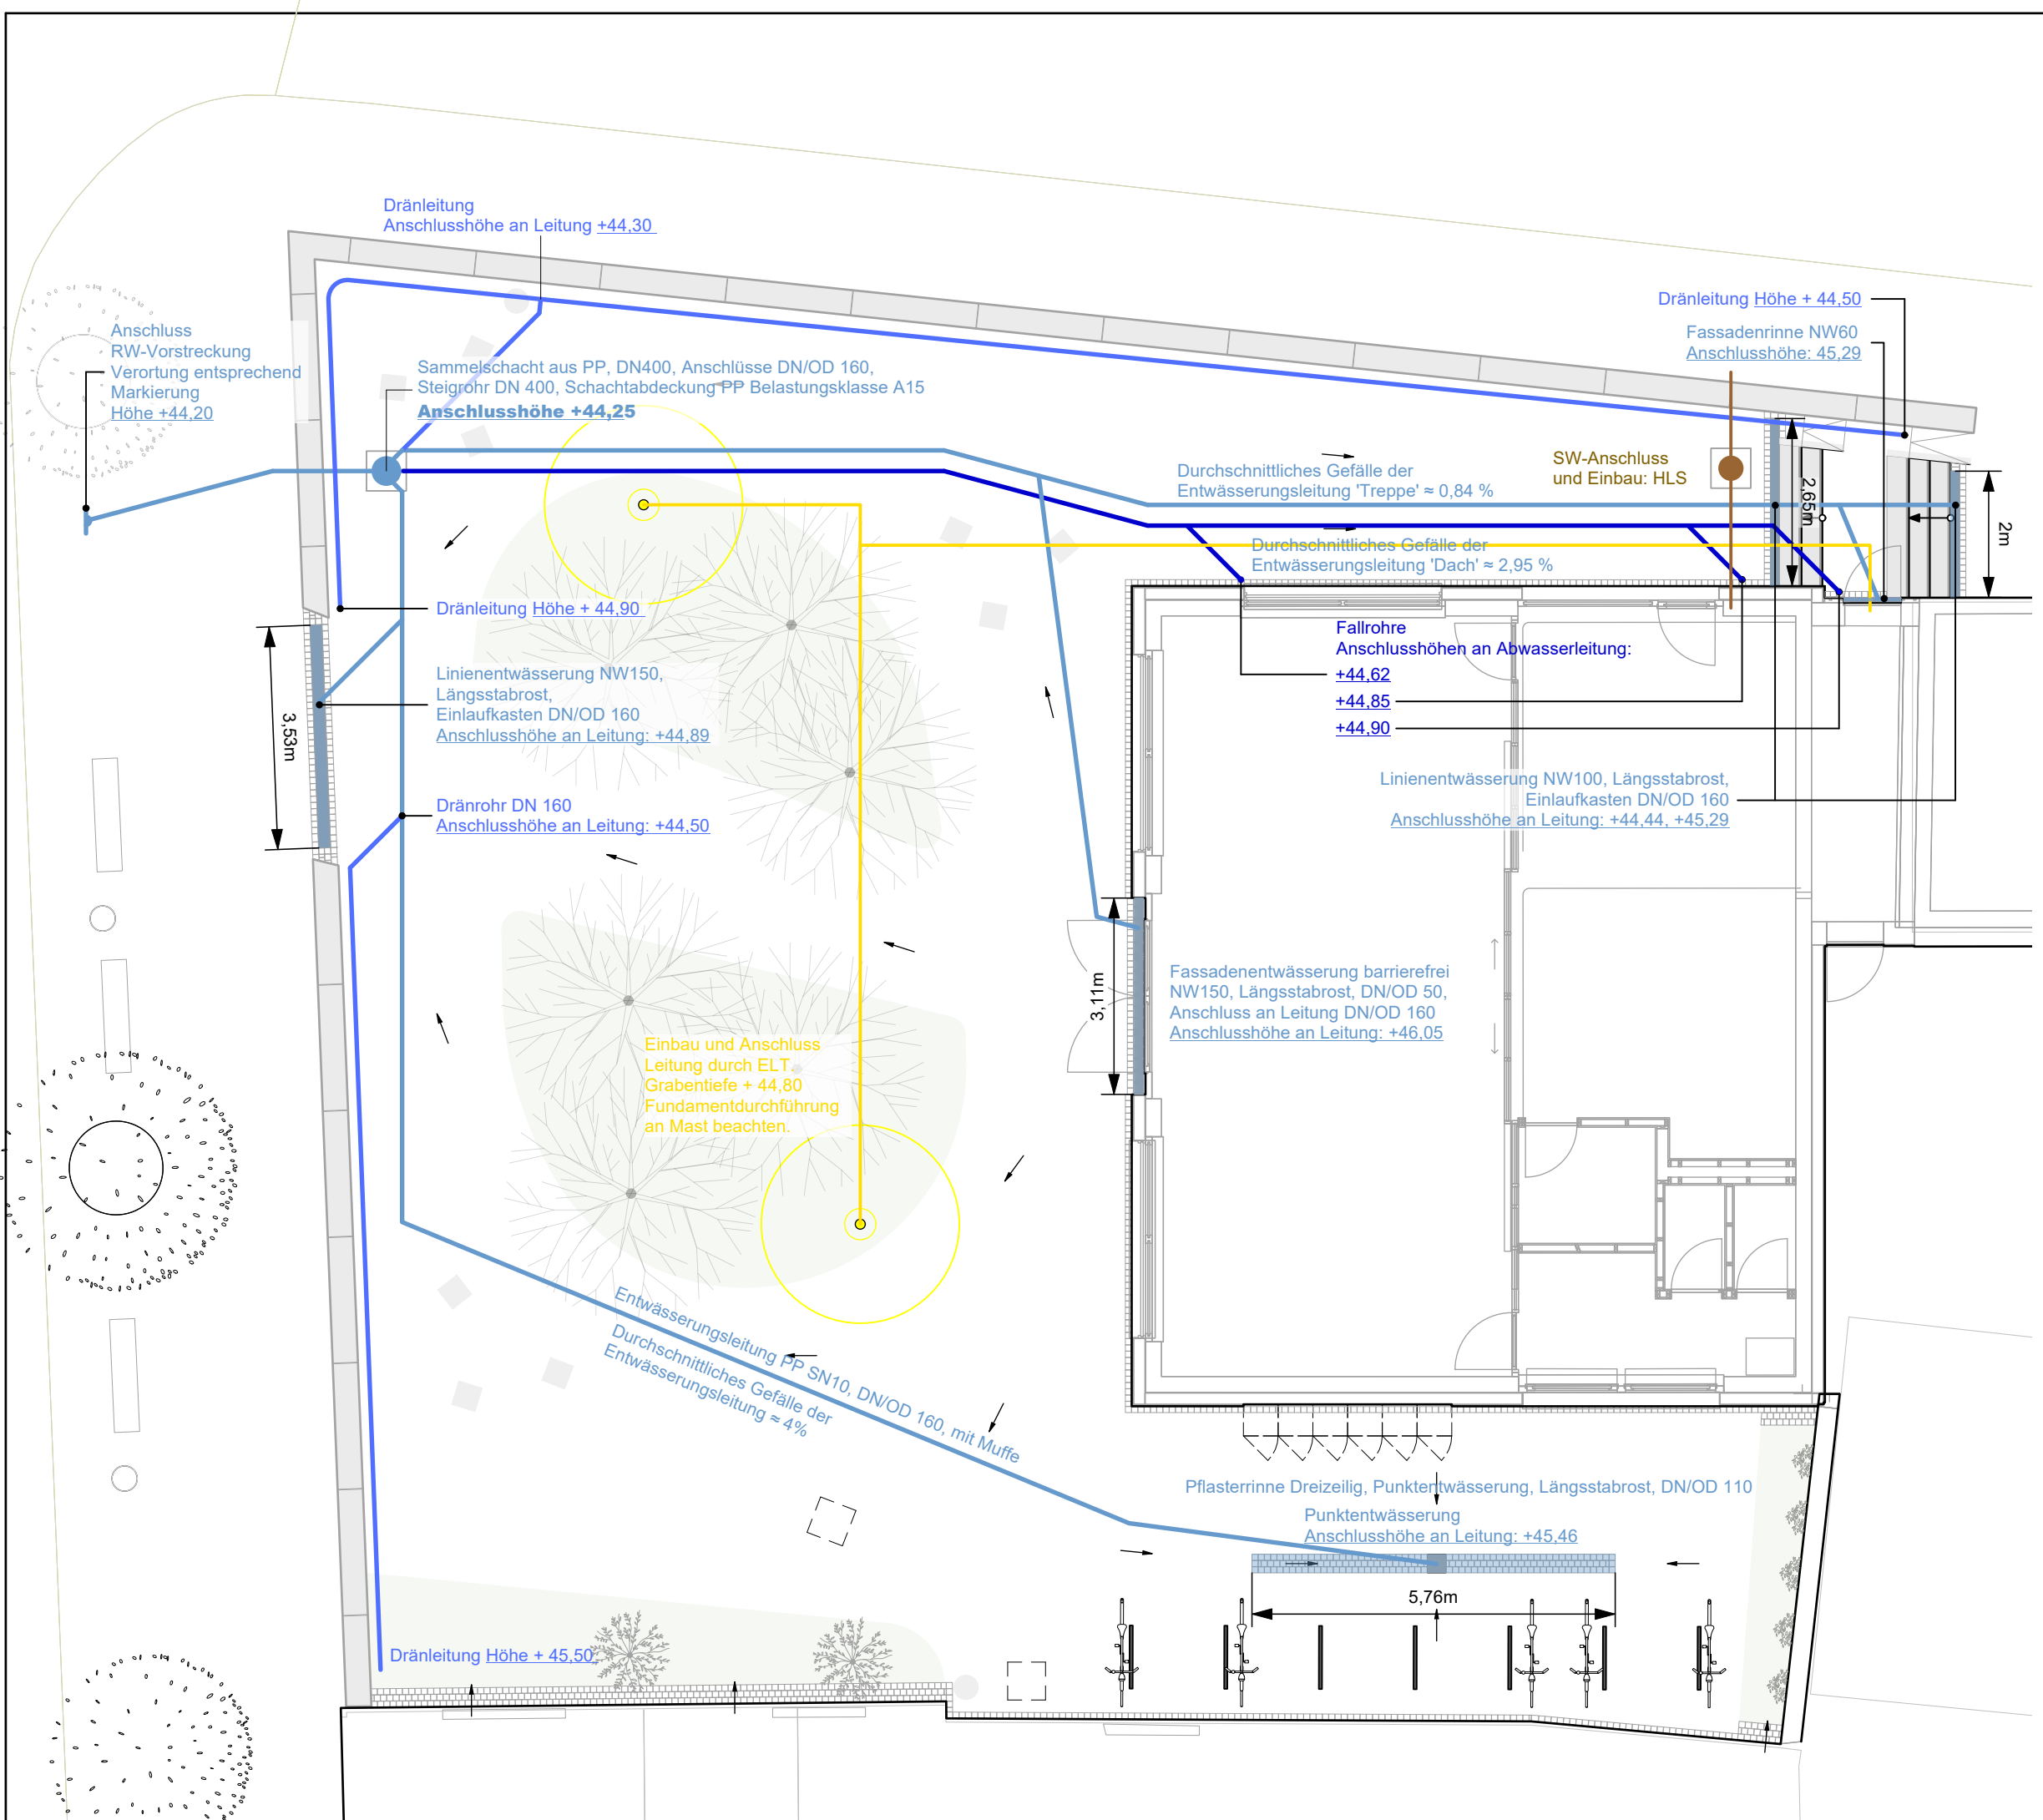 Dränleitung
Anschlusshöhe an Leitung +44,30
Dränleitung Höhe + 44,50
Fassadenrinne NW60
Anschlusshöhe: 45,29
Anschluss
RW-Vorstreckung
Verortung entsprechend
Markierung
Höhe +44,20
Sammelschacht aus PP, DN400, Anschlüsse DN/OD 160,
Steigrohr DN 400, Schachtabdeckung PP Belastungsklasse A15
Anschlusshöhe +44,25
Durchschnittliches Gefälle der
Entwässerungsleitung 'Treppe' ≈ 0,84 %
SW-Anschluss
und Einbau: HLS
2,65m
2m
Durchschnittliches Gefälle der
Entwässerungsleitung 'Dach' ≈ 2,95 %
Dränleitung Höhe + 44,90
Fallrohre
Anschlusshöhen an Abwasserleitung:
+44,62
+44,85
+44,90
Linienentwässerung NW150,
Längsstabrost,
Einlaufkasten DN/OD 160
Anschlusshöhe an Leitung: +44,89
3,53m
Linienentwässerung NW100, Längsstabrost,
Einlaufkasten DN/OD 160
Anschlusshöhe an Leitung: +44,44, +45,29
Dränrohr DN 160
Anschlusshöhe an Leitung: +44,50
3,11m
Fassadenentwässerung barrierefrei
NW150, Längsstabrost, DN/OD 50,
Anschluss an Leitung DN/OD 160
Anschlusshöhe an Leitung: +46,05
Einbau und Anschluss
Leitung durch ELT.
Grabentiefe + 44,80
Fundamentdurchführung
an Mast beachten.
Entwässerungsleitung PP SN10, DN/OD 160, mit Muffe
Durchschnittliches Gefälle der
Entwässerungsleitung ≈ 4%
Pflasterrinne Dreizeilig, Punktentwässerung, Längsstabrost, DN/OD 110
Punktentwässerung
Anschlusshöhe an Leitung: +45,46
5,76m
Dränleitung Höhe + 45,50